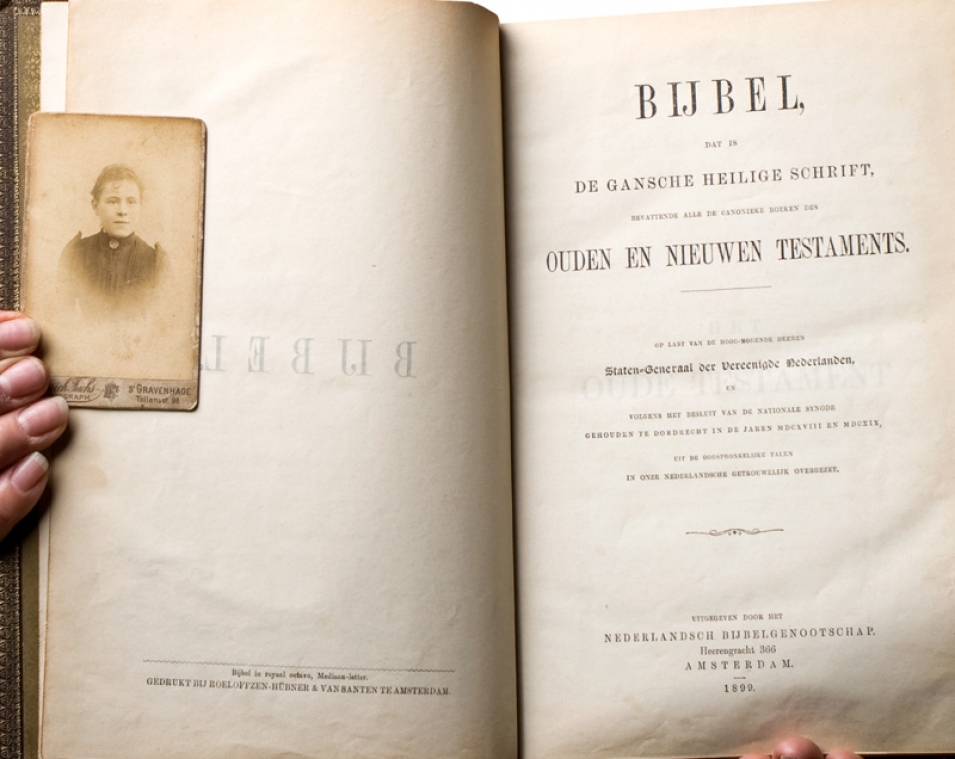 'S GRAVENHAGE
BIJBEL
Bijbel in royaal octavo, Mediaan-letter.
GEDRUKT BIJ ROELOFFZEN-HÜBNER & VAN SANTEN TE AMSTERDAM.
BIJBEL,
DAT IS
DE GANSCHE HEILIGE SCHRIFT,
BEVATTENDE ALLE DE CANONIEKE BOEKEN DES
OUDEN EN NIEUWEN TESTAMENTS.
OP LAST VAN DE HOOG-MOGENDE HEEREN
Staten-Generaal der Vereenigde Nederlanden,
EN
VOLGENS HET BESLUIT VAN DE NATIONALE SYNODE
GEHOUDEN TE DORDRECHT IN DE JAREN MDCXVIII EN MDCXIX,
UIT DE OORSPRONKELIJKE TALEN
IN ONZE NEDERLANDSCHE GETROUWELIJK OVERGEZET.
UITGEGEVEN DOOR HET
NEDERLANDSCH BIJBELGENOOTSCHAP.
Heerengracht 366
AMSTERDAM.
1899.